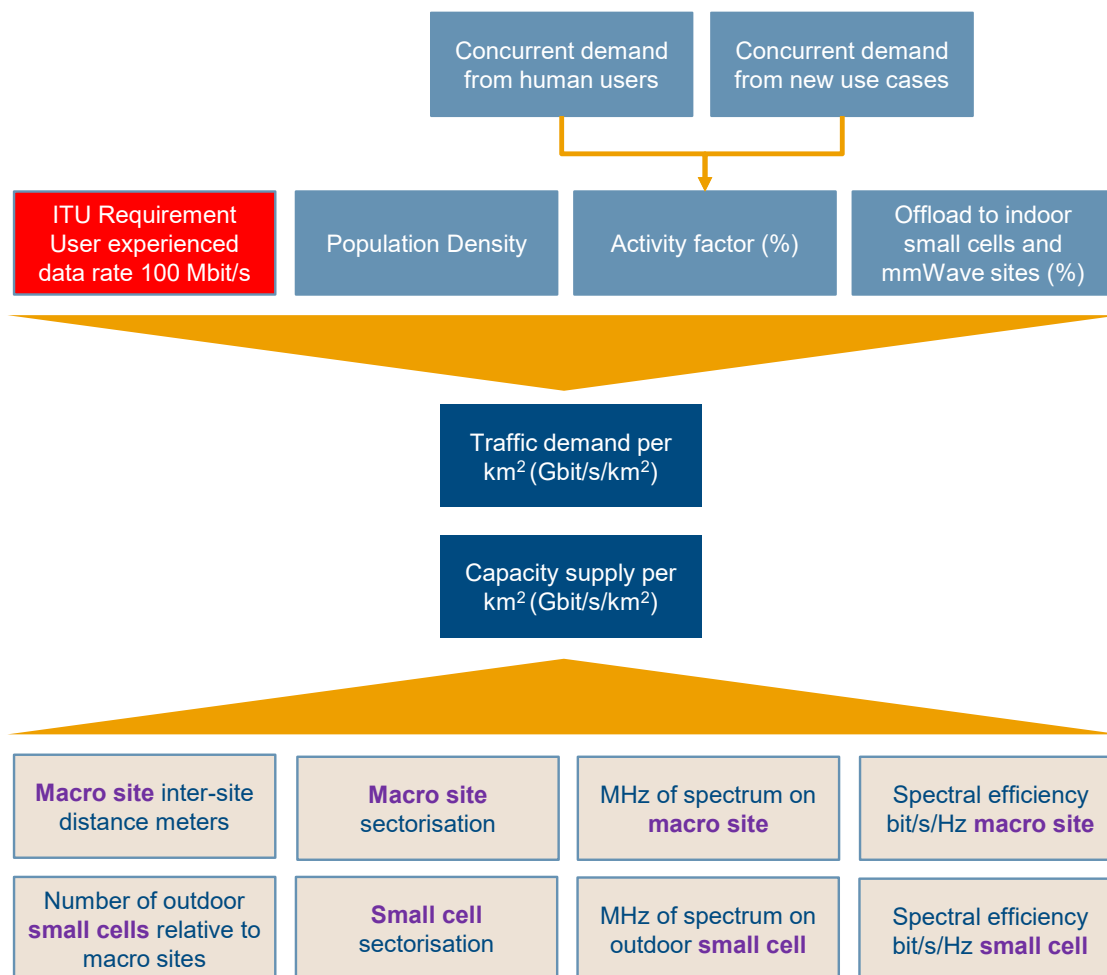 Concurrent demand
from human users
Concurrent demand
from new use cases
ITU Requirement
User experienced
data rate 100 Mbit/s
Population Density
Activity factor (%)
Offload to indoor
small cells and
mmWave sites (%)
Traffic demand per
km² (Gbit/s/km²)
Capacity supply per
km² (Gbit/s/km²)
Macro site inter-site
distance meters
Macro site
sectorisation
MHz of spectrum on
macro site
Spectral efficiency
bit/s/Hz macro site
Number of outdoor
small cells relative to
macro sites
Small cell
sectorisation
MHz of spectrum on
outdoor small cell
Spectral efficiency
bit/s/Hz small cell